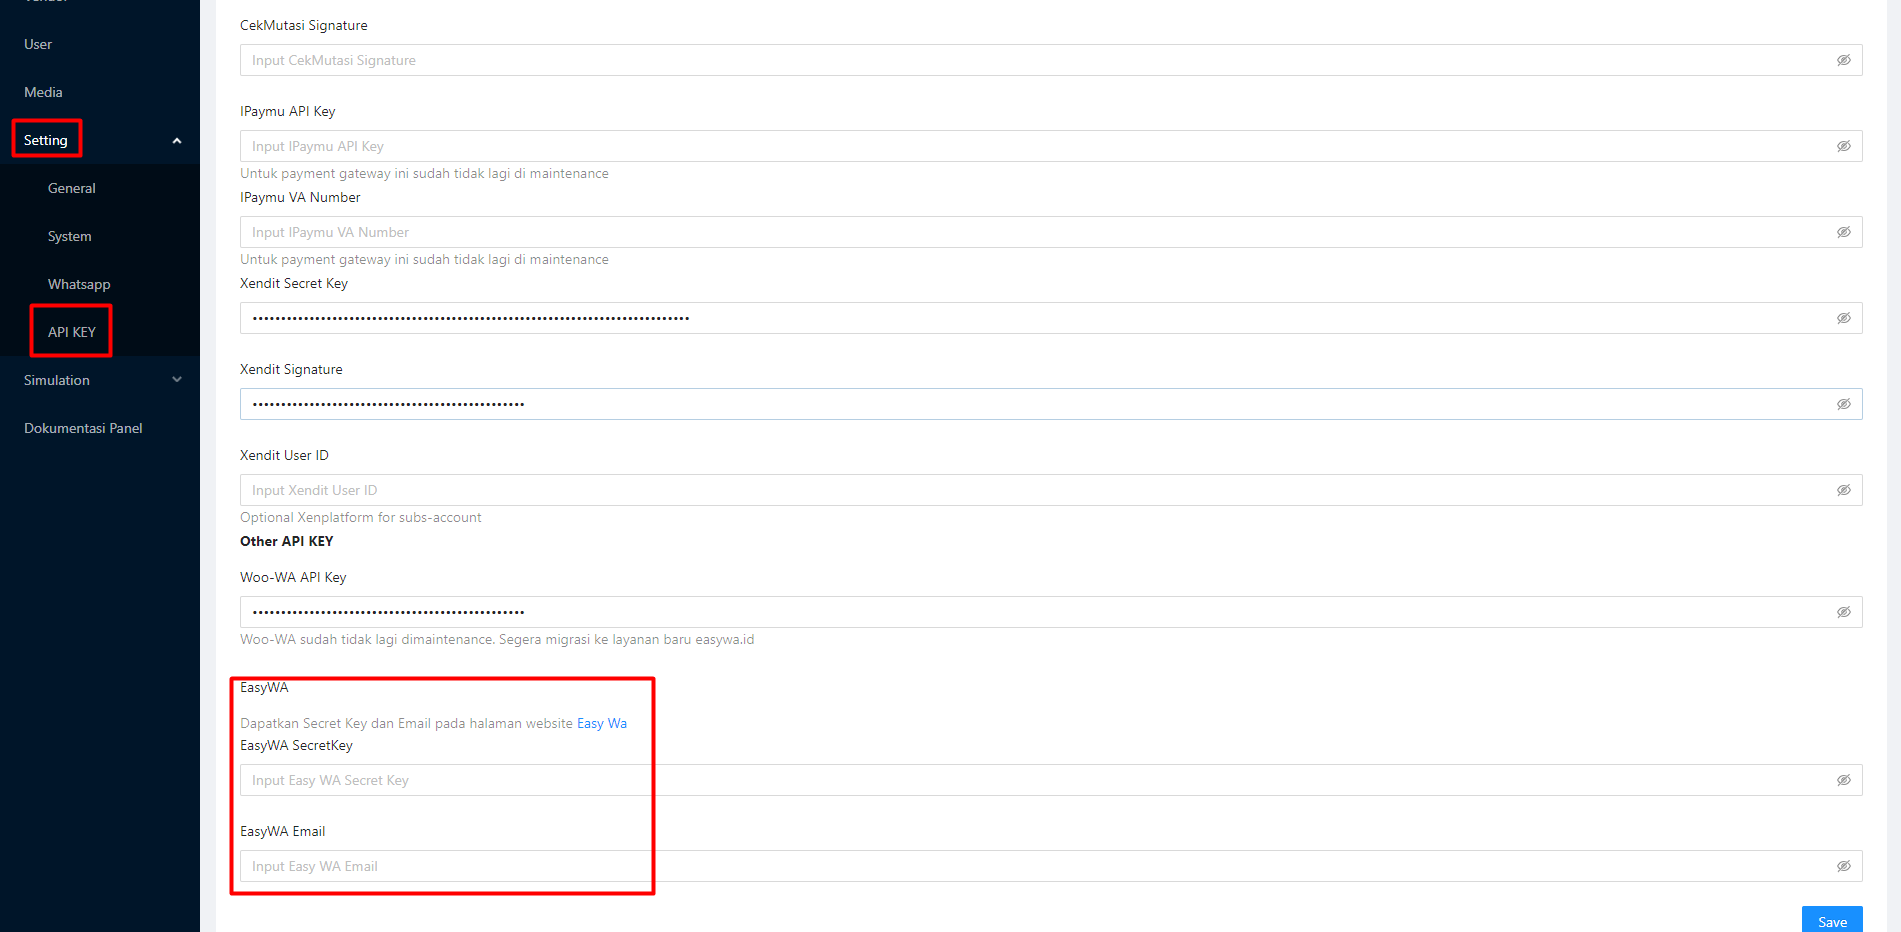 User
Media
Setting
General
System
Whatsapp
API KEY
Simulation
Dokumentasi Panel
CekMutasi Signature
Input CekMutasi Signature
IPaymu API Key
Input IPaymu API Key
Untuk payment gateway ini sudah tidak lagi di maintenance
IPaymu VA Number
Input IPaymu VA Number
Untuk payment gateway ini sudah tidak lagi di maintenance
Xendit Secret Key
Xendit Signature
Xendit User ID
Input Xendit User ID
Optional Xenplatform for subs-account
Other API KEY
Woo-WA API Key
Woo-WA sudah tidak lagi dimaintenance. Segera migrasi ke layanan baru easywa.id
EasyWA
Dapatkan Secret Key dan Email pada halaman website Easy Wa
EasyWA SecretKey
Input Easy WA Secret Key
EasyWA Email
Input Easy WA Email
Save